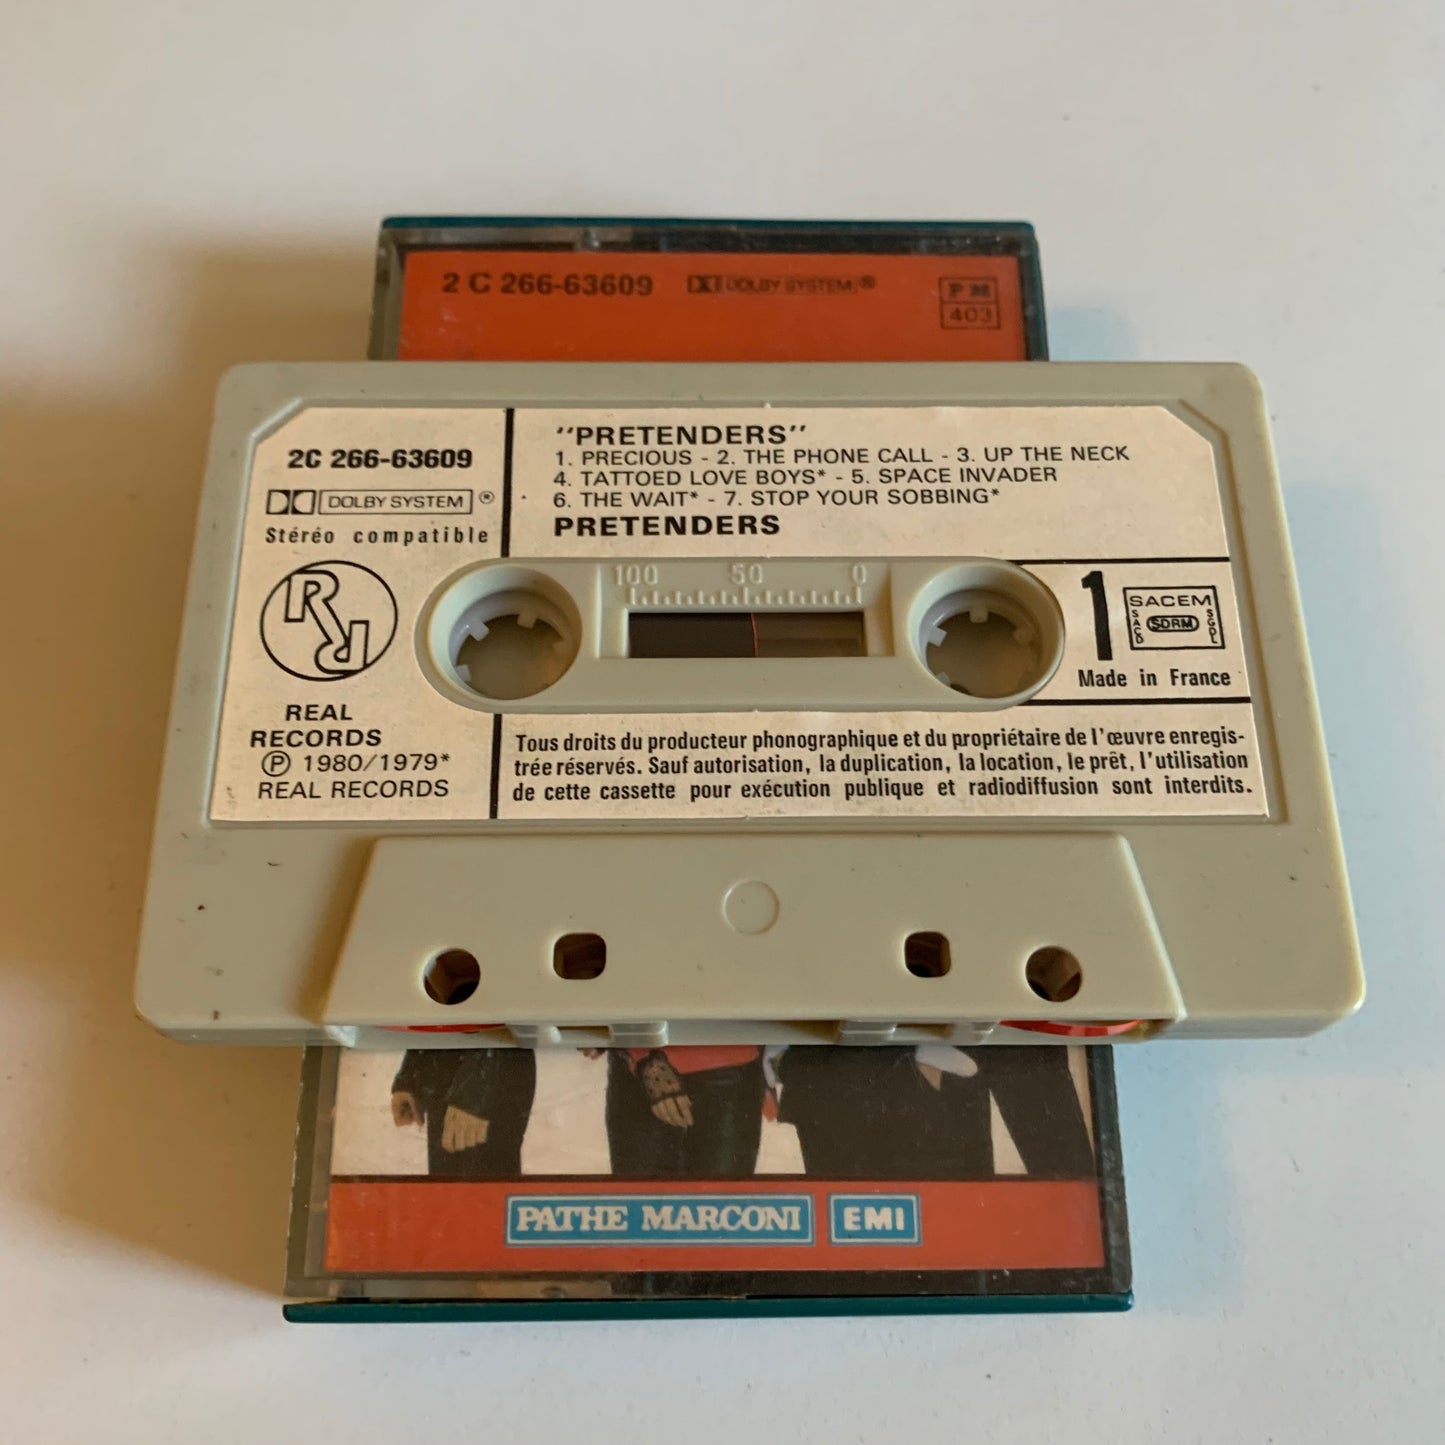 2 C 266-63609 DOLBY SYSTEM ®
PM
403
2C 266-63609
DOLBY SYSTEM ®
Stéréo compatible
REAL
RECORDS
℗ 1980/1979*
REAL RECORDS
"PRETENDERS"
1. PRECIOUS - 2. THE PHONE CALL - 3. UP THE NECK
4. TATTOED LOVE BOYS* - 5. SPACE INVADER
6. THE WAIT* - 7. STOP YOUR SOBBING*
PRETENDERS
100 50 0
1
SACEM
SACD SDRM SGDL
Made in France
Tous droits du producteur phonographique et du propriétaire de l'œuvre enregis-
trée réservés. Sauf autorisation, la duplication, la location, le prêt, l'utilisation
de cette cassette pour exécution publique et radiodiffusion sont interdits.
PATHE MARCONI EMI